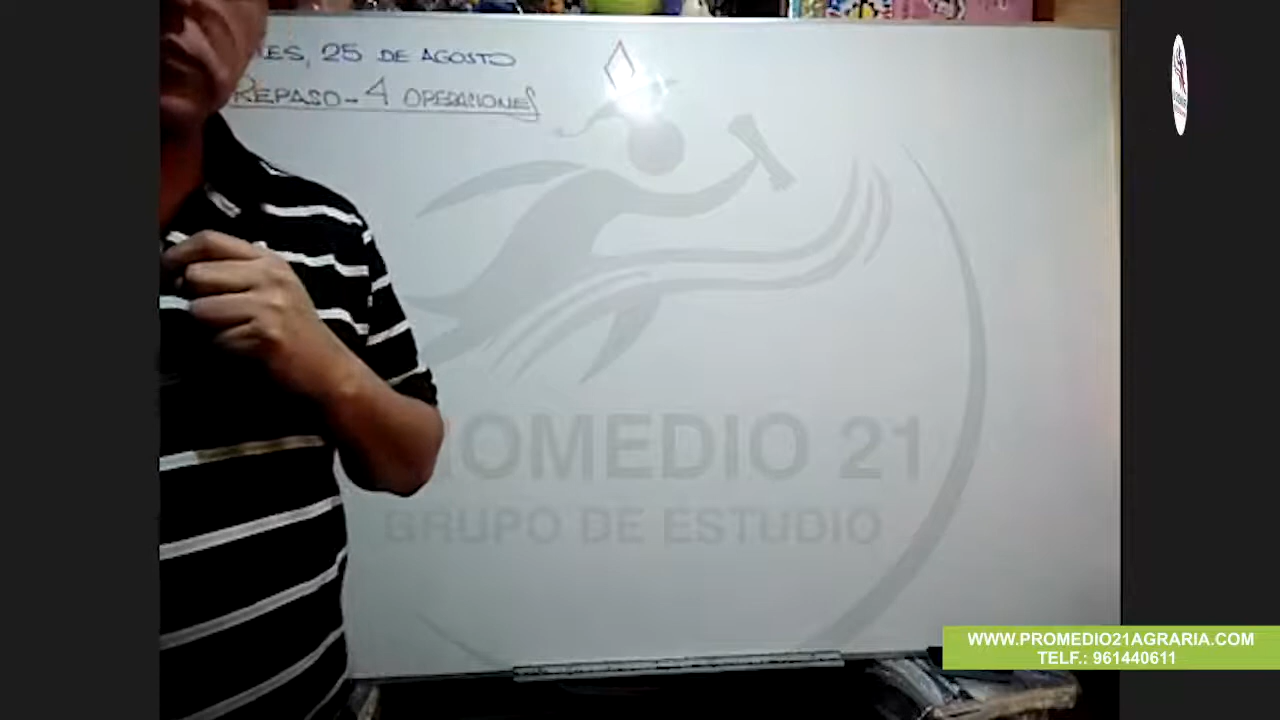 ES, 25 DE AGOSTO
REPASO - 4 OPERACIONES
OMEDIO 21
GRUPO DE ESTUDIO
WWW.PROMEDIO21AGRARIA.COM
TELF.: 961440611